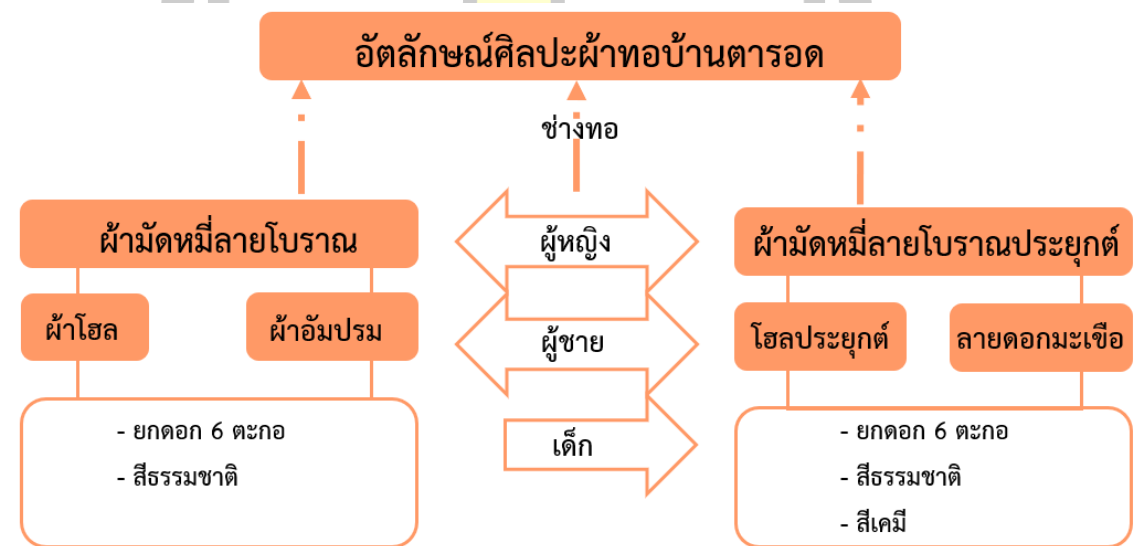 อัตลักษณ์ศิลปะผ้าทอบ้านตารอด
ช่างทอ
ผ้ามัดหมี่ลายโบราณ
ผู้หญิง
ผ้ามัดหมี่ลายโบราณประยุกต์
ผ้าโฮล
ผ้าอัมปรม
ผู้ชาย
โฮลประยุกต์
ลายดอกมะเขือ
- ยกดอก 6 ตะกอ
- สีธรรมชาติ
เด็ก
- ยกดอก 6 ตะกอ
- สีธรรมชาติ
- สีเคมี